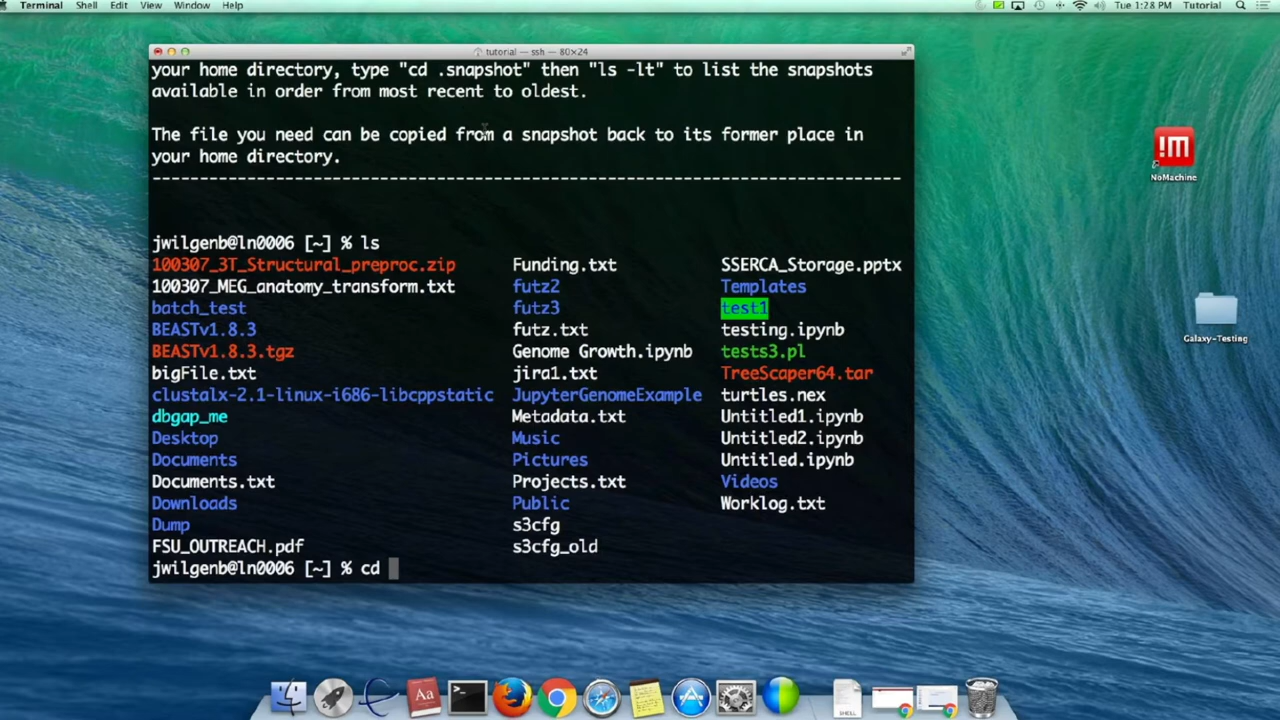 Terminal Shell Edit View Window Help Tue 1:28 PM Tutorial
tutorial — ssh — 80×24
your home directory, type "cd .snapshot" then "ls -lt" to list the snapshots
available in order from most recent to oldest.
The file you need can be copied from a snapshot back to its former place in
your home directory.
---------------------------------------------------------------------------
jwilgenb@ln0006 [~] % ls
100307_3T_Structural_preproc.zip Funding.txt SSERCA_Storage.pptx
100307_MEG_anatomy_transform.txt futz2 Templates
batch_test futz3 test1
BEASTv1.8.3 futz.txt testing.ipynb
BEASTv1.8.3.tgz Genome Growth.ipynb tests3.pl
bigFile.txt jira1.txt TreeScaper64.tar
clustalx-2.1-linux-i686-libcppstatic JupyterGenomeExample turtles.nex
dbgap_me Metadata.txt Untitled1.ipynb
Desktop Music Untitled2.ipynb
Documents Pictures Untitled.ipynb
Documents.txt Projects.txt Videos
Downloads Public Worklog.txt
Dump s3cfg
FSU_OUTREACH.pdf s3cfg_old
jwilgenb@ln0006 [~] % cd
!M
NoMachine
Galaxy-Testing
Aa
>_
SHELL